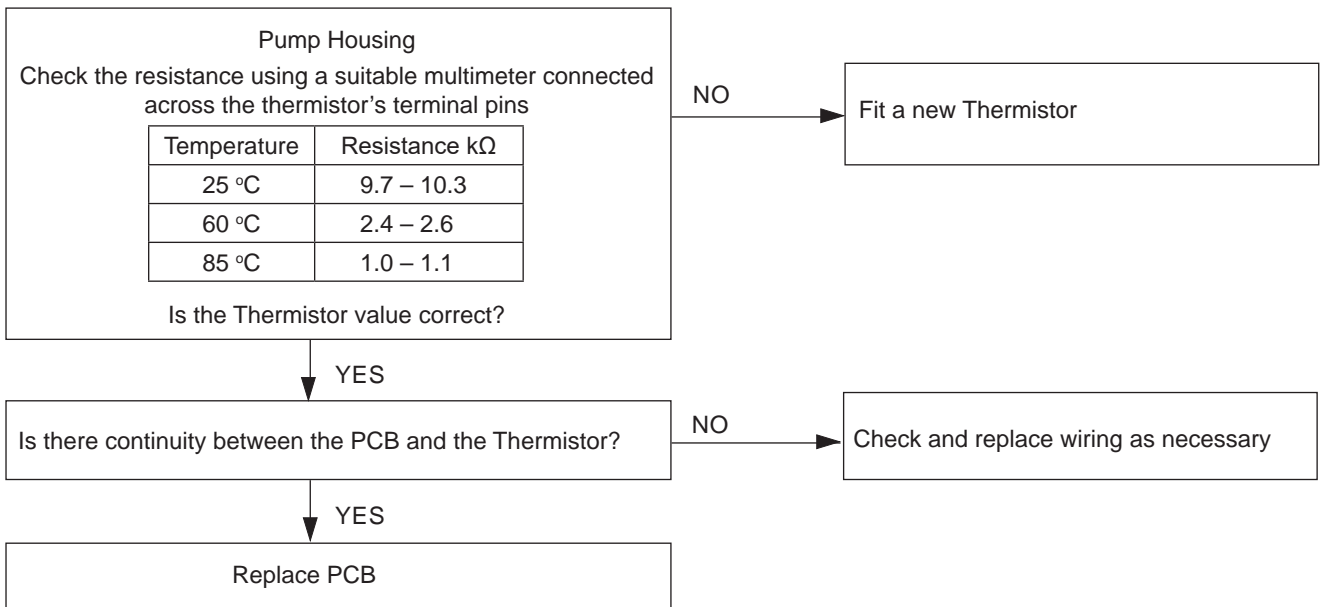 Pump Housing
Check the resistance using a suitable multimeter connected
across the thermistor’s terminal pins
Temperature Resistance kΩ
25 ºC 9.7 – 10.3
60 ºC 2.4 – 2.6
85 ºC 1.0 – 1.1
Is the Thermistor value correct?
NO
Fit a new Thermistor
YES
Is there continuity between the PCB and the Thermistor?
NO
Check and replace wiring as necessary
YES
Replace PCB